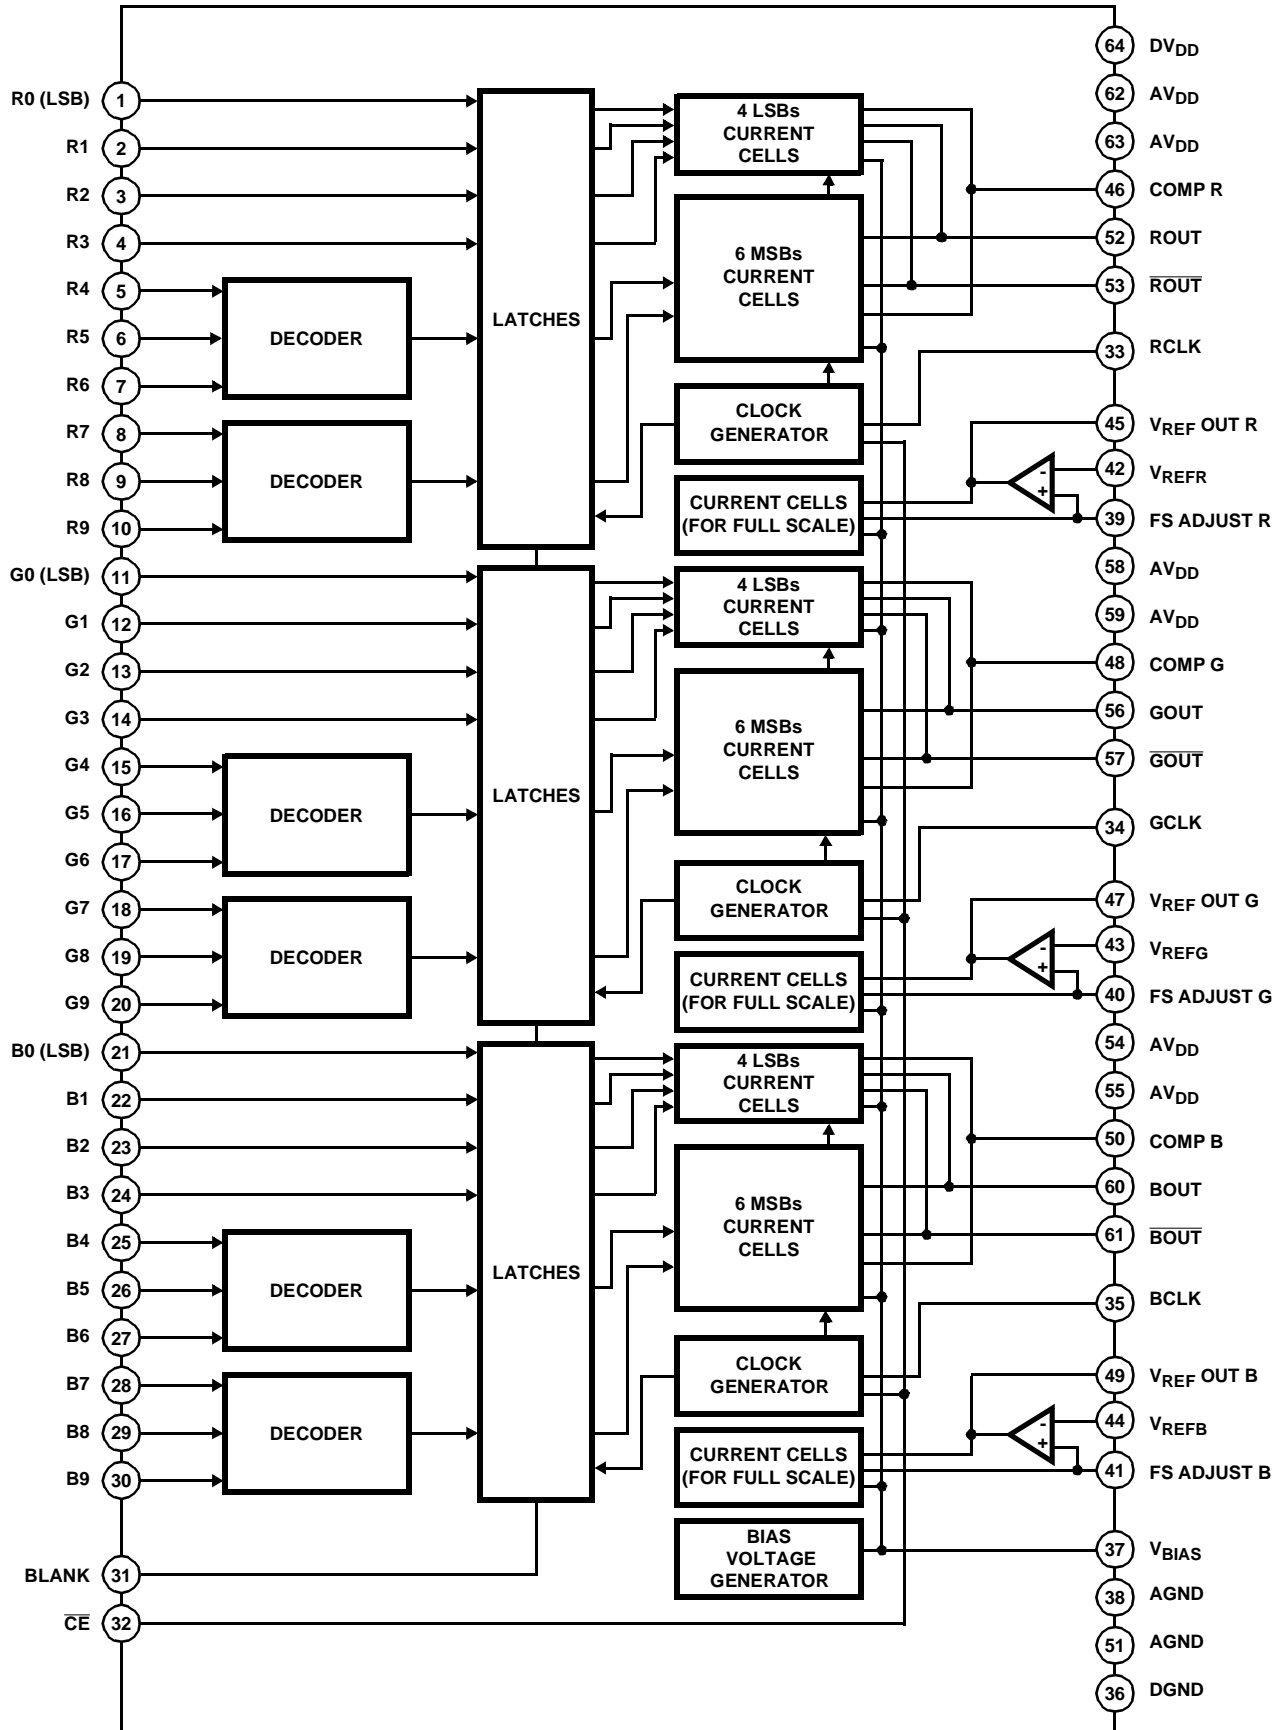 R0 (LSB) 1
R1 2
R2 3
R3 4
R4 5
R5 6
R6 7
R7 8
R8 9
R9 10
G0 (LSB) 11
G1 12
G2 13
G3 14
G4 15
G5 16
G6 17
G7 18
G8 19
G9 20
B0 (LSB) 21
B1 22
B2 23
B3 24
B4 25
B5 26
B6 27
B7 28
B8 29
B9 30
BLANK 31
CE 32
DECODER
DECODER
DECODER
DECODER
DECODER
DECODER
LATCHES
LATCHES
LATCHES
4 LSBs
CURRENT
CELLS
6 MSBs
CURRENT
CELLS
CLOCK
GENERATOR
CURRENT CELLS
(FOR FULL SCALE)
4 LSBs
CURRENT
CELLS
6 MSBs
CURRENT
CELLS
CLOCK
GENERATOR
CURRENT CELLS
(FOR FULL SCALE)
4 LSBs
CURRENT
CELLS
6 MSBs
CURRENT
CELLS
CLOCK
GENERATOR
CURRENT CELLS
(FOR FULL SCALE)
BIAS
VOLTAGE
GENERATOR
-
+
-
+
-
+
64 DVDD
62 AVDD
63 AVDD
46 COMP R
52 ROUT
53 ROUT
33 RCLK
45 VREF OUT R
42 VREFR
39 FS ADJUST R
58 AVDD
59 AVDD
48 COMP G
56 GOUT
57 GOUT
34 GCLK
47 VREF OUT G
43 VREFG
40 FS ADJUST G
54 AVDD
55 AVDD
50 COMP B
60 BOUT
61 BOUT
35 BCLK
49 VREF OUT B
44 VREFB
41 FS ADJUST B
37 VBIAS
38 AGND
51 AGND
36 DGND